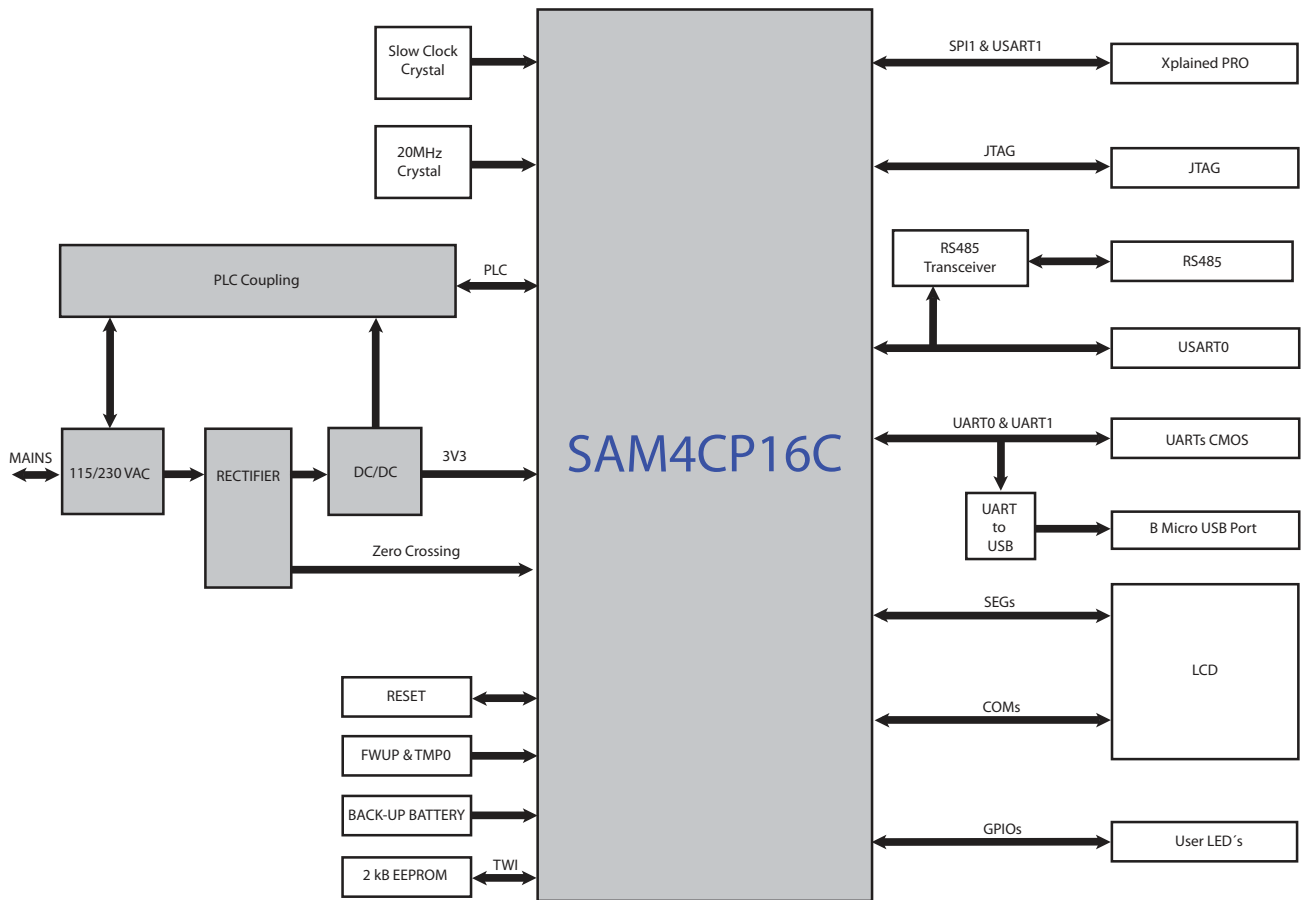 Slow Clock
Crystal
20MHz
Crystal
PLC Coupling
PLC
MAINS
115/230 VAC
RECTIFIER
DC/DC
3V3
Zero Crossing
RESET
FWUP & TMP0
BACK-UP BATTERY
2 kB EEPROM
TWI
SAM4CP16C
SPI1 & USART1
Xplained PRO
JTAG
JTAG
RS485
Transceiver
RS485
USART0
UART0 & UART1
UARTs CMOS
UART
to
USB
B Micro USB Port
SEGs
LCD
COMs
GPIOs
User LED´s